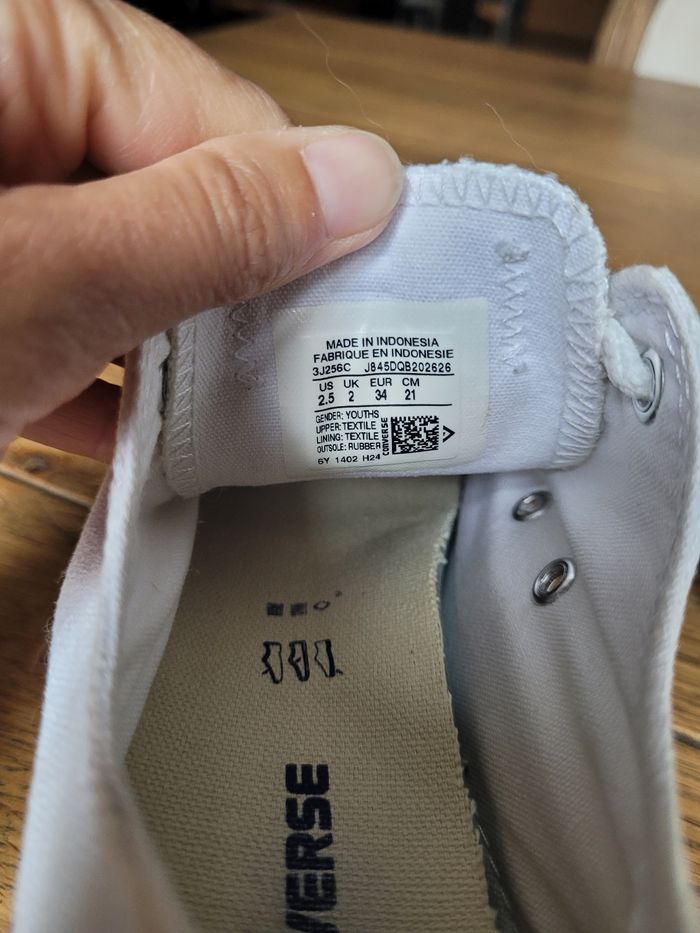 MADE IN INDONESIA
FABRIQUE EN INDONESIE
3J256C JB45DQB202626
US UK EUR CM
2.5 2 34 21
GENDER: YOUTHS
UPPER: TEXTILE
LINING: TEXTILE
OUTSOLE: RUBBER
CONVERSE
6Y 1402 H24
VERSE